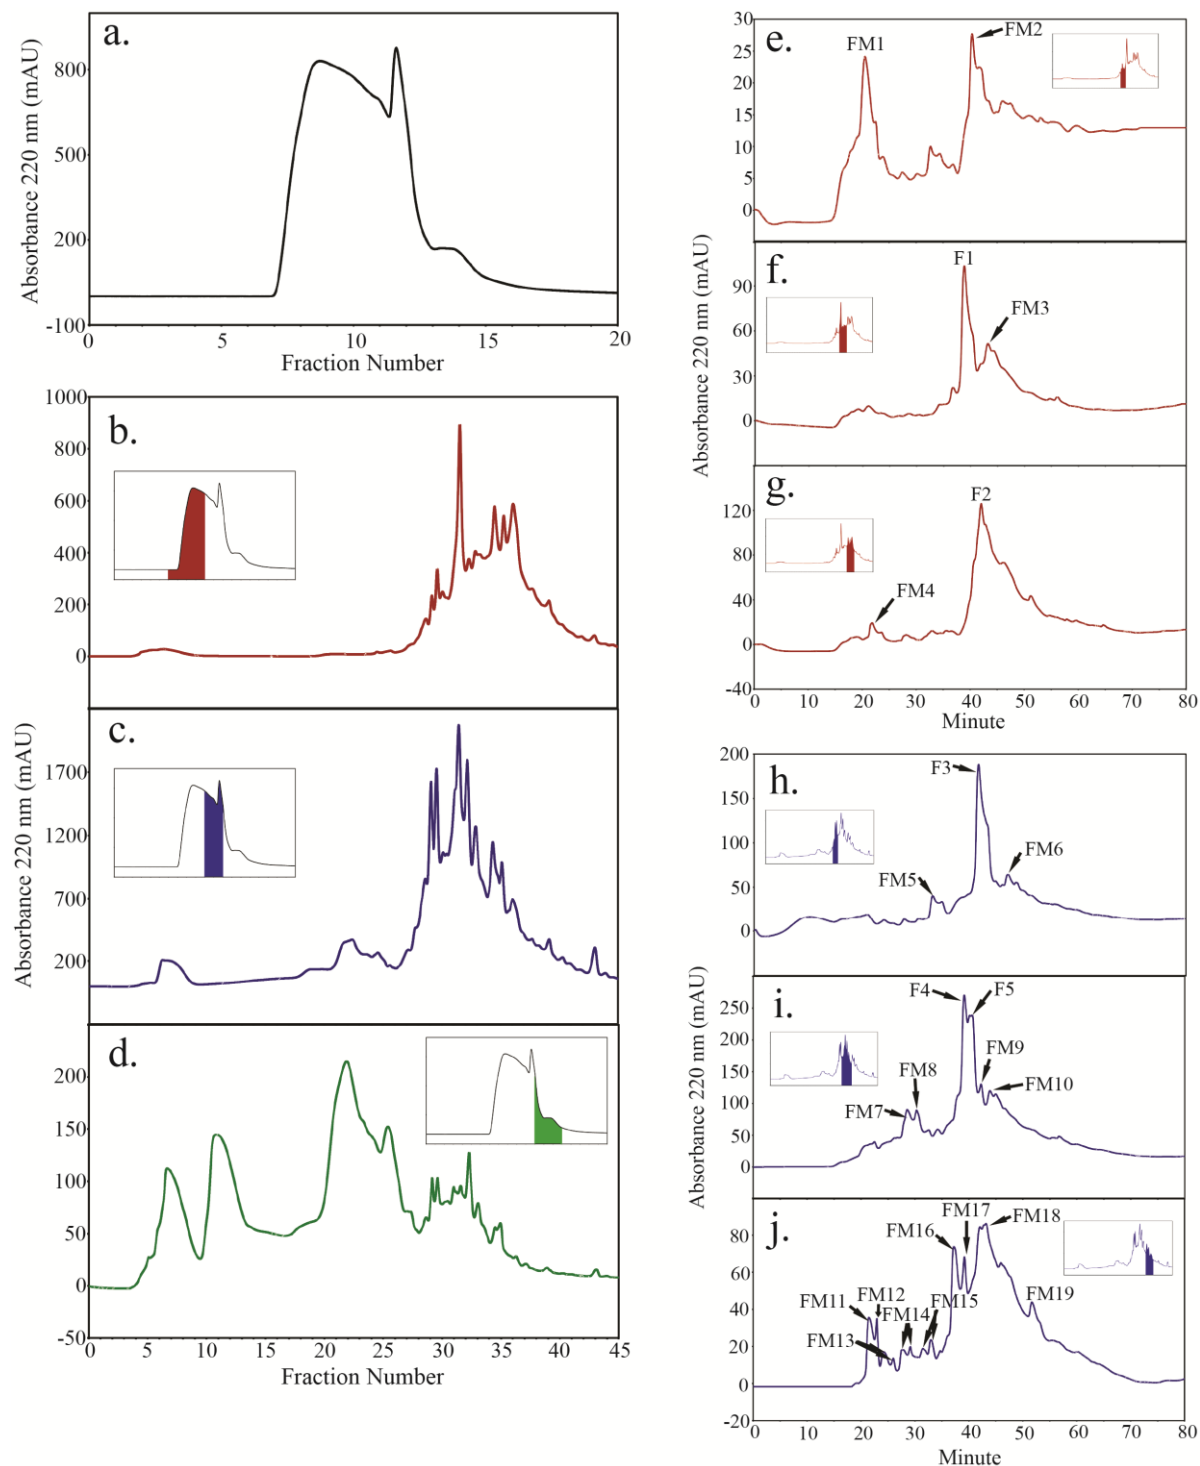 a.
Absorbance 220 nm (mAU)
800
500
200
-100
0 5 10 15 20
Fraction Number
b.
1000
800
600
400
200
0
c.
Absorbance 220 nm (mAU)
1700
1200
700
200
d.
200
150
100
50
0
-50
0 5 10 15 20 25 30 35 40 45
Fraction Number
e.
30
25
20
15
10
5
0
FM1
FM2
Absorbance 220 nm (mAU)
f.
90
60
30
0
F1
FM3
g.
120
80
40
0
-40
F2
FM4
0 10 20 30 40 50 60 70 80
Minute
h.
200
150
100
50
0
F3
FM5
FM6
Absorbance 220 nm (mAU)
i.
250
200
150
100
50
0
F4
F5
FM9
FM8
FM10
FM7
j.
80
60
40
20
0
-20
FM17
FM16
FM18
FM12
FM11
FM14
FM15
FM19
FM13
0 10 20 30 40 50 60 70 80
Minute